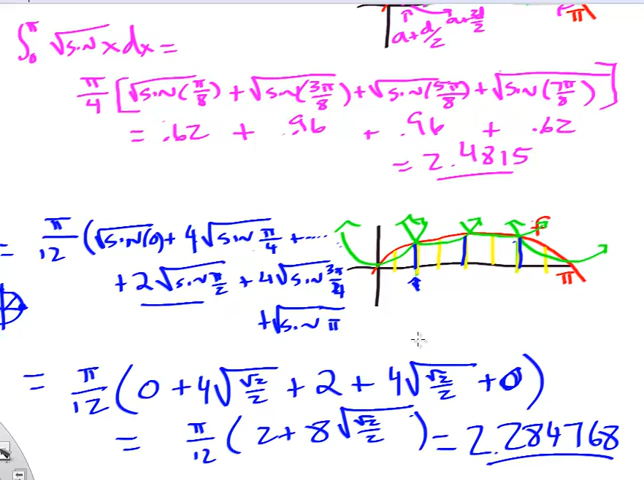 a+d/2 a+2d/2 π
∫₀^π √sin x dx =
π/4 [√sin(π/8) + √sin(3π/8) + √sin(5π/8) + √sin(7π/8)]
= .62 + .96 + .96 + .62
= 2.4815
= π/12 (√sin(0) + 4√sin π/4 + ......
+ 2√sin π/2 + 4√sin 3π/4
+ √sin π
f
π
= π/12 (0 + 4√(√2/2) + 2 + 4√(√2/2) + 0)
= π/12 (2 + 8√(√2/2)) = 2.284768